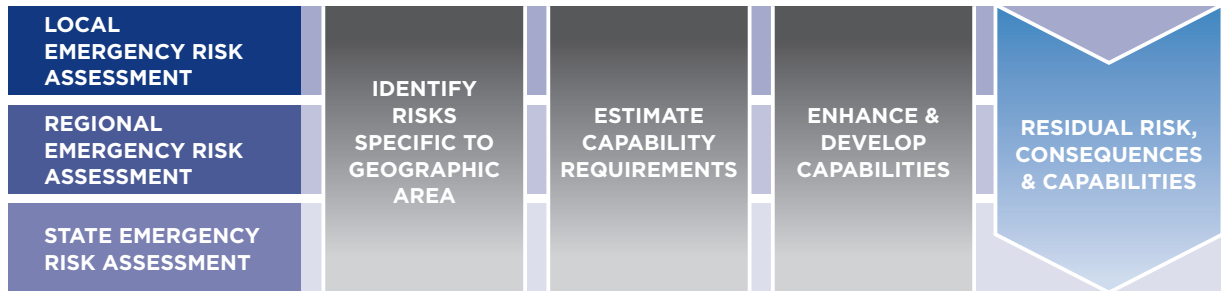 LOCAL
EMERGENCY RISK
ASSESSMENT
REGIONAL
EMERGENCY RISK
ASSESSMENT
STATE EMERGENCY
RISK ASSESSMENT
IDENTIFY
RISKS
SPECIFIC TO
GEOGRAPHIC
AREA
ESTIMATE
CAPABILITY
REQUIREMENTS
ENHANCE &
DEVELOP
CAPABILITIES
RESIDUAL RISK,
CONSEQUENCES
& CAPABILITIES